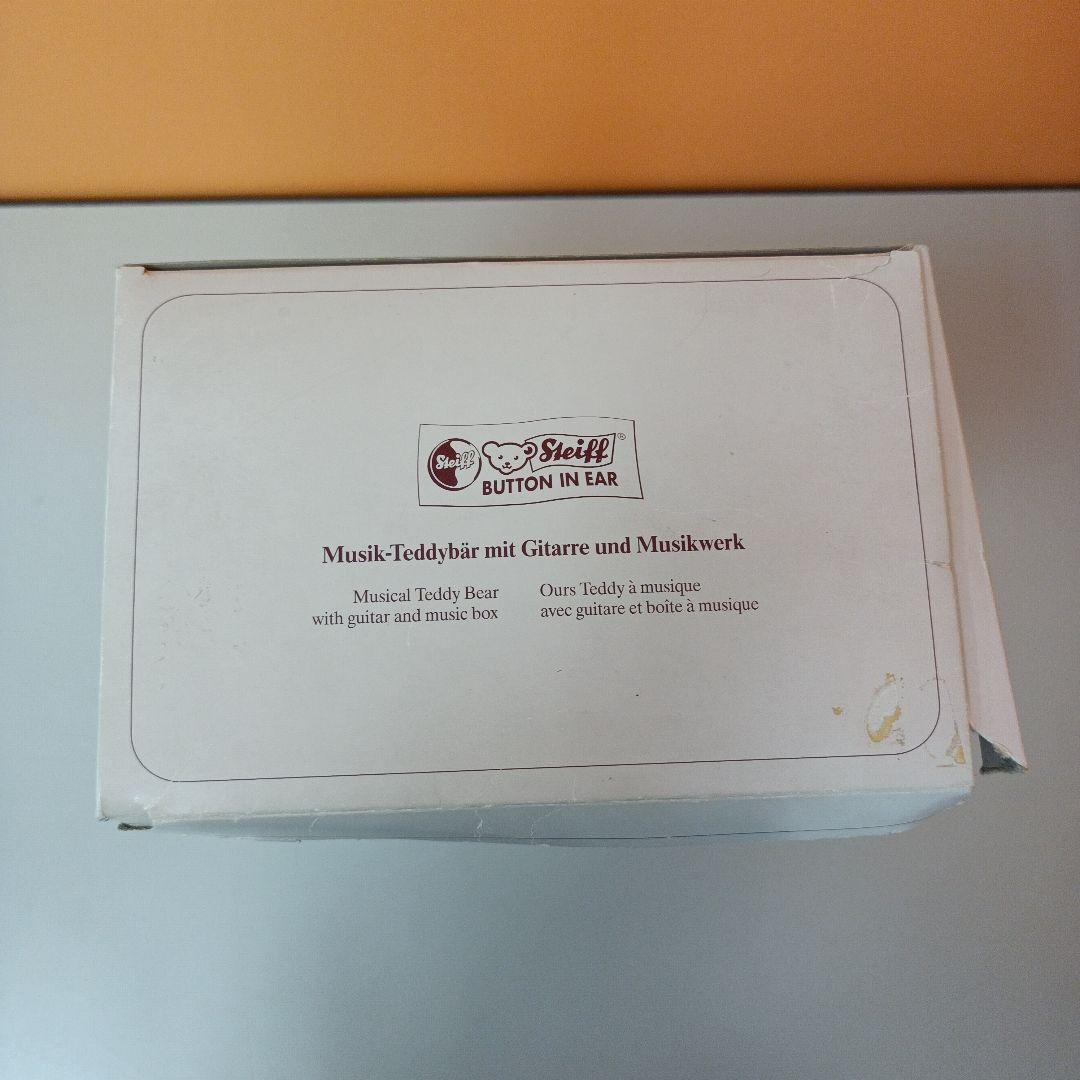 Steiff Steiff ®
BUTTON IN EAR
Musik-Teddybär mit Gitarre und Musikwerk
Musical Teddy Bear
with guitar and music box
Ours Teddy à musique
avec guitare et boîte à musique